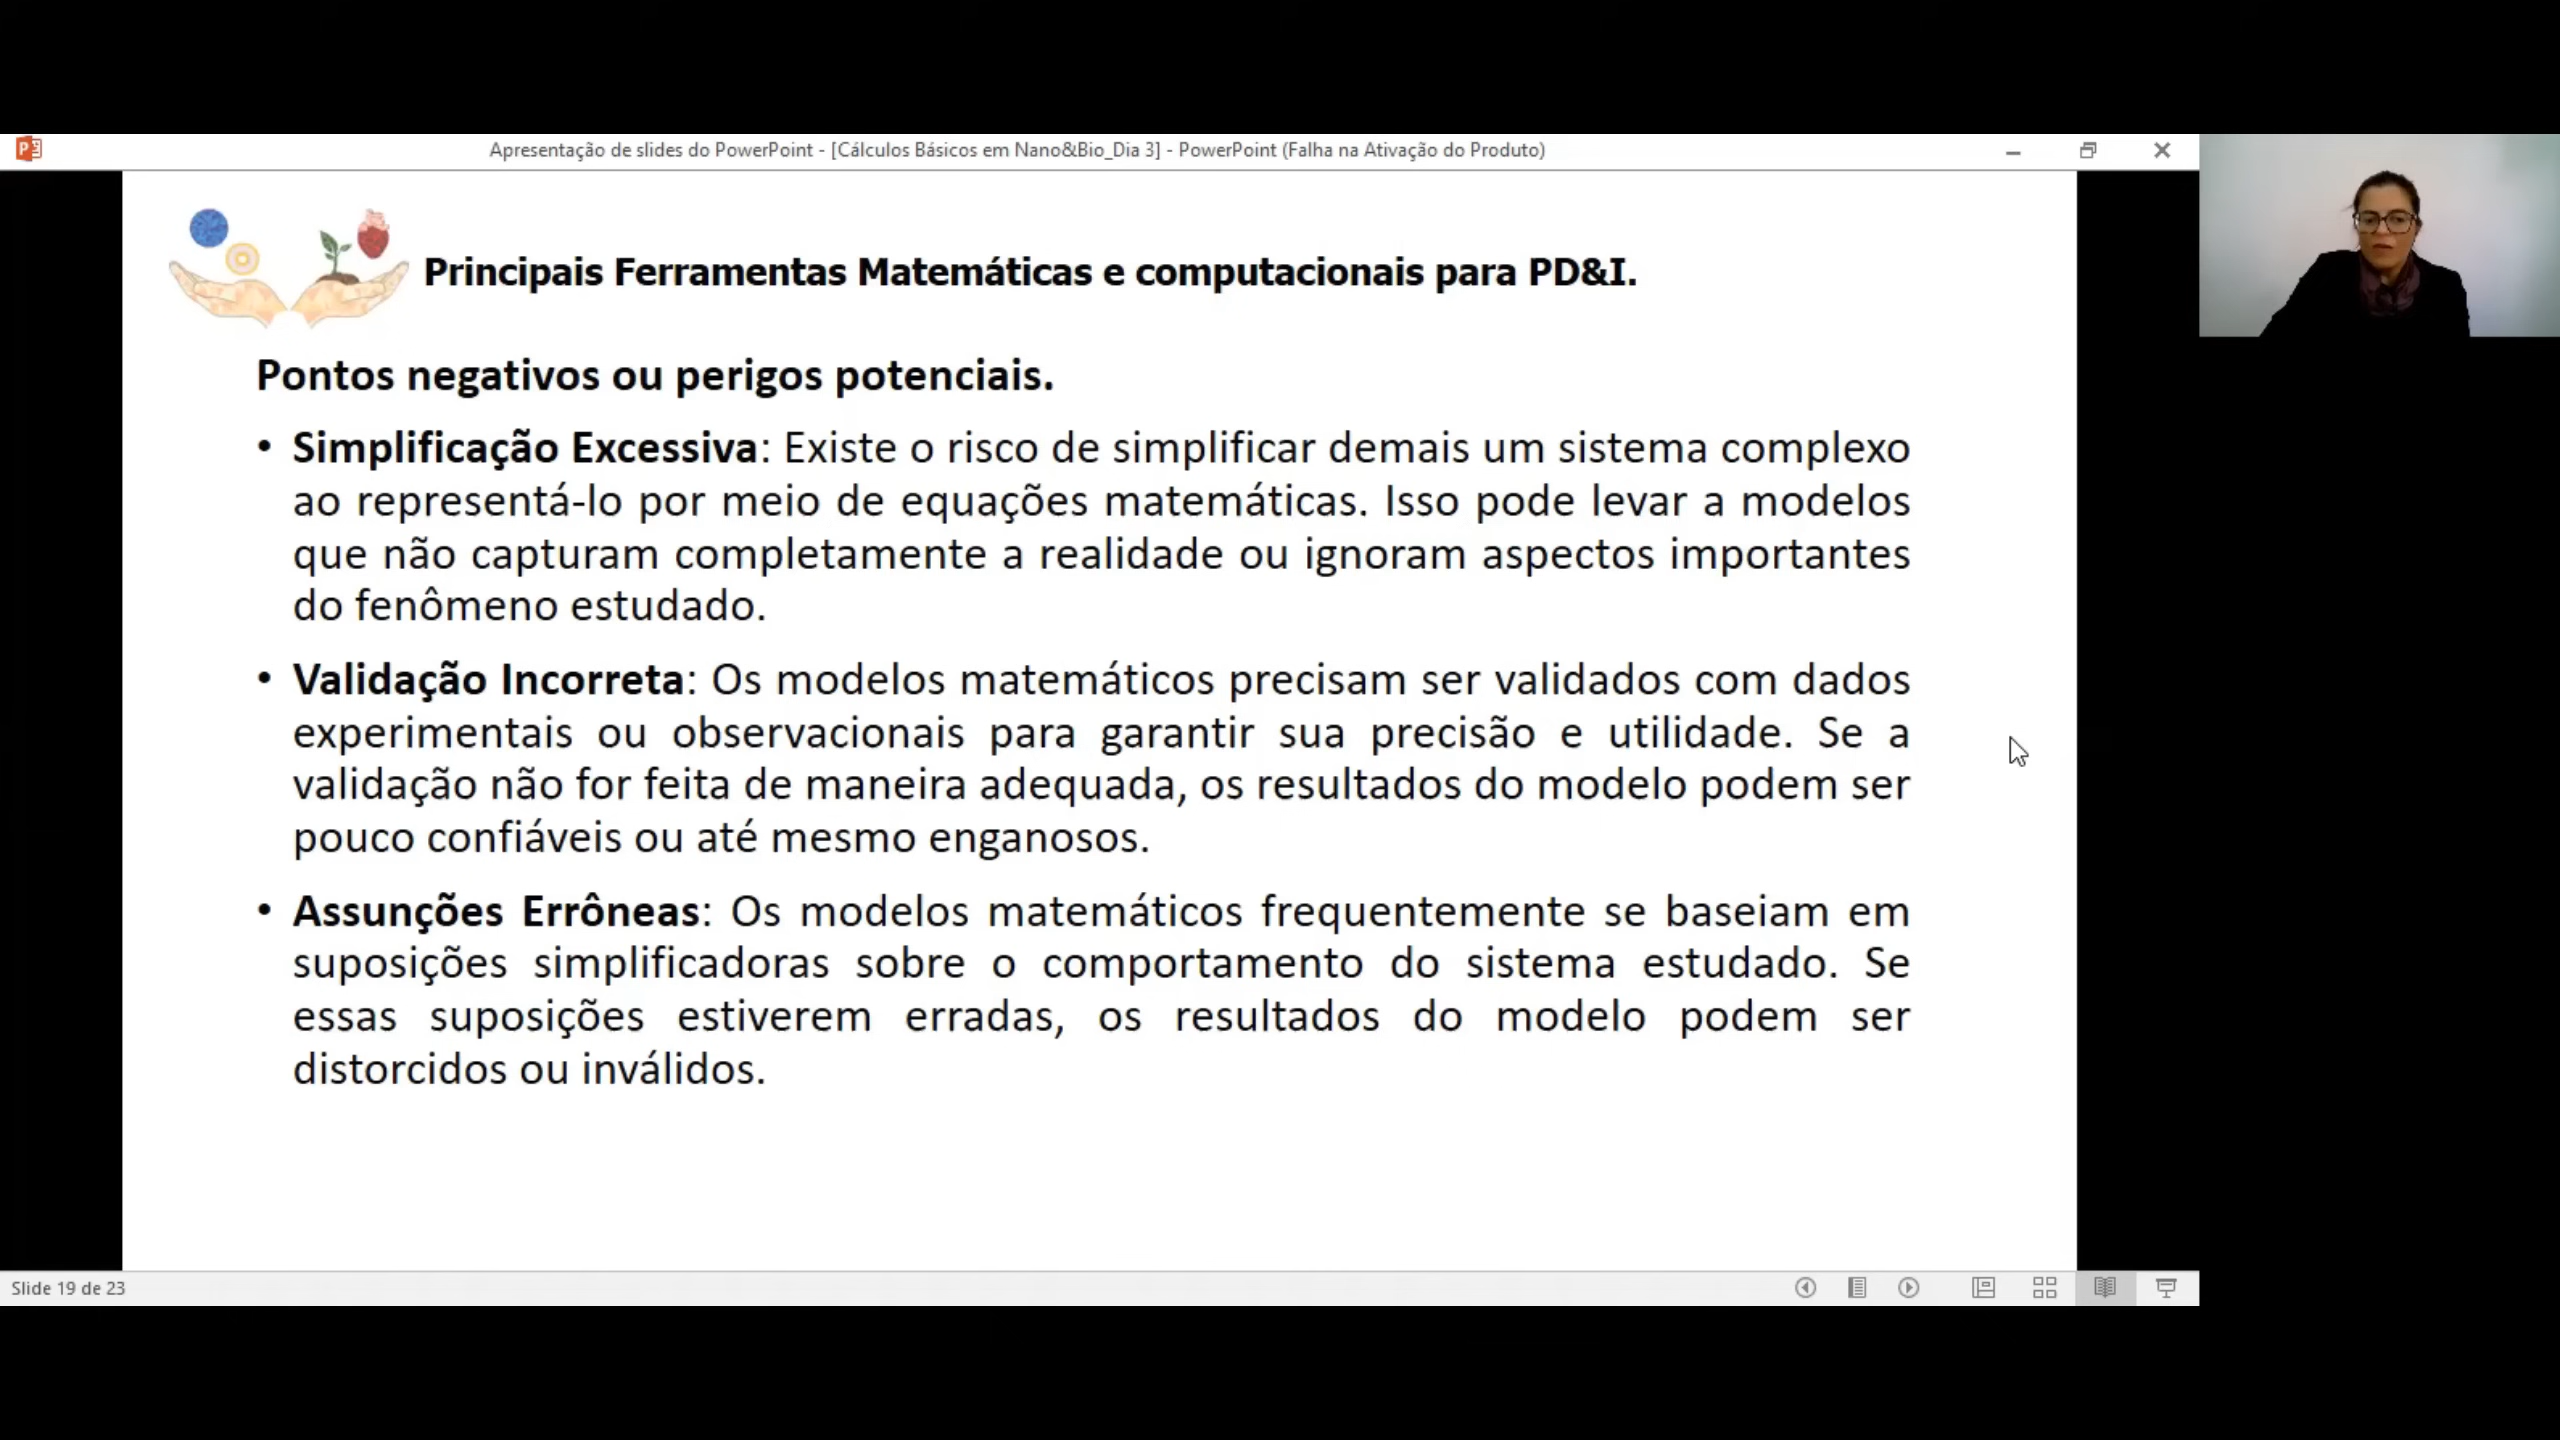 Apresentação de slides do PowerPoint - [Cálculos Básicos em Nano&Bio_Dia 3] - PowerPoint (Falha na Ativação do Produto)
Principais Ferramentas Matemáticas e computacionais para PD&I.
Pontos negativos ou perigos potenciais.
• Simplificação Excessiva: Existe o risco de simplificar demais um sistema complexo
ao representá-lo por meio de equações matemáticas. Isso pode levar a modelos
que não capturam completamente a realidade ou ignoram aspectos importantes
do fenômeno estudado.
• Validação Incorreta: Os modelos matemáticos precisam ser validados com dados
experimentais ou observacionais para garantir sua precisão e utilidade. Se a
validação não for feita de maneira adequada, os resultados do modelo podem ser
pouco confiáveis ou até mesmo enganosos.
• Assunções Errôneas: Os modelos matemáticos frequentemente se baseiam em
suposições simplificadoras sobre o comportamento do sistema estudado. Se
essas suposições estiverem erradas, os resultados do modelo podem ser
distorcidos ou inválidos.
Slide 19 de 23